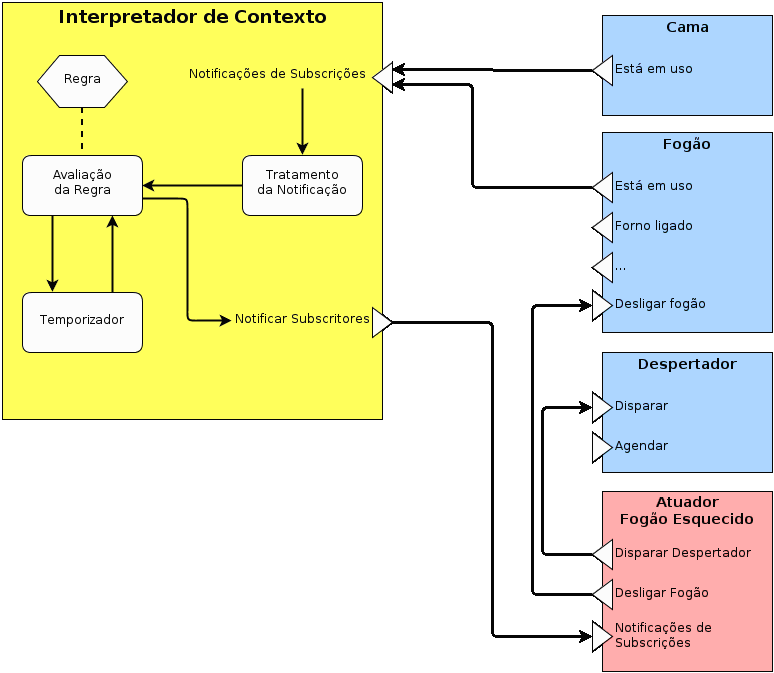 Interpretador de Contexto
Regra
Notificações de Subscrições
Avaliação
da Regra
Tratamento
da Notificação
Temporizador
Notificar Subscritores
Cama
Está em uso
Fogão
Está em uso
Forno ligado
...
Desligar fogão
Despertador
Disparar
Agendar
Atuador
Fogão Esquecido
Disparar Despertador
Desligar Fogão
Notificações de
Subscrições